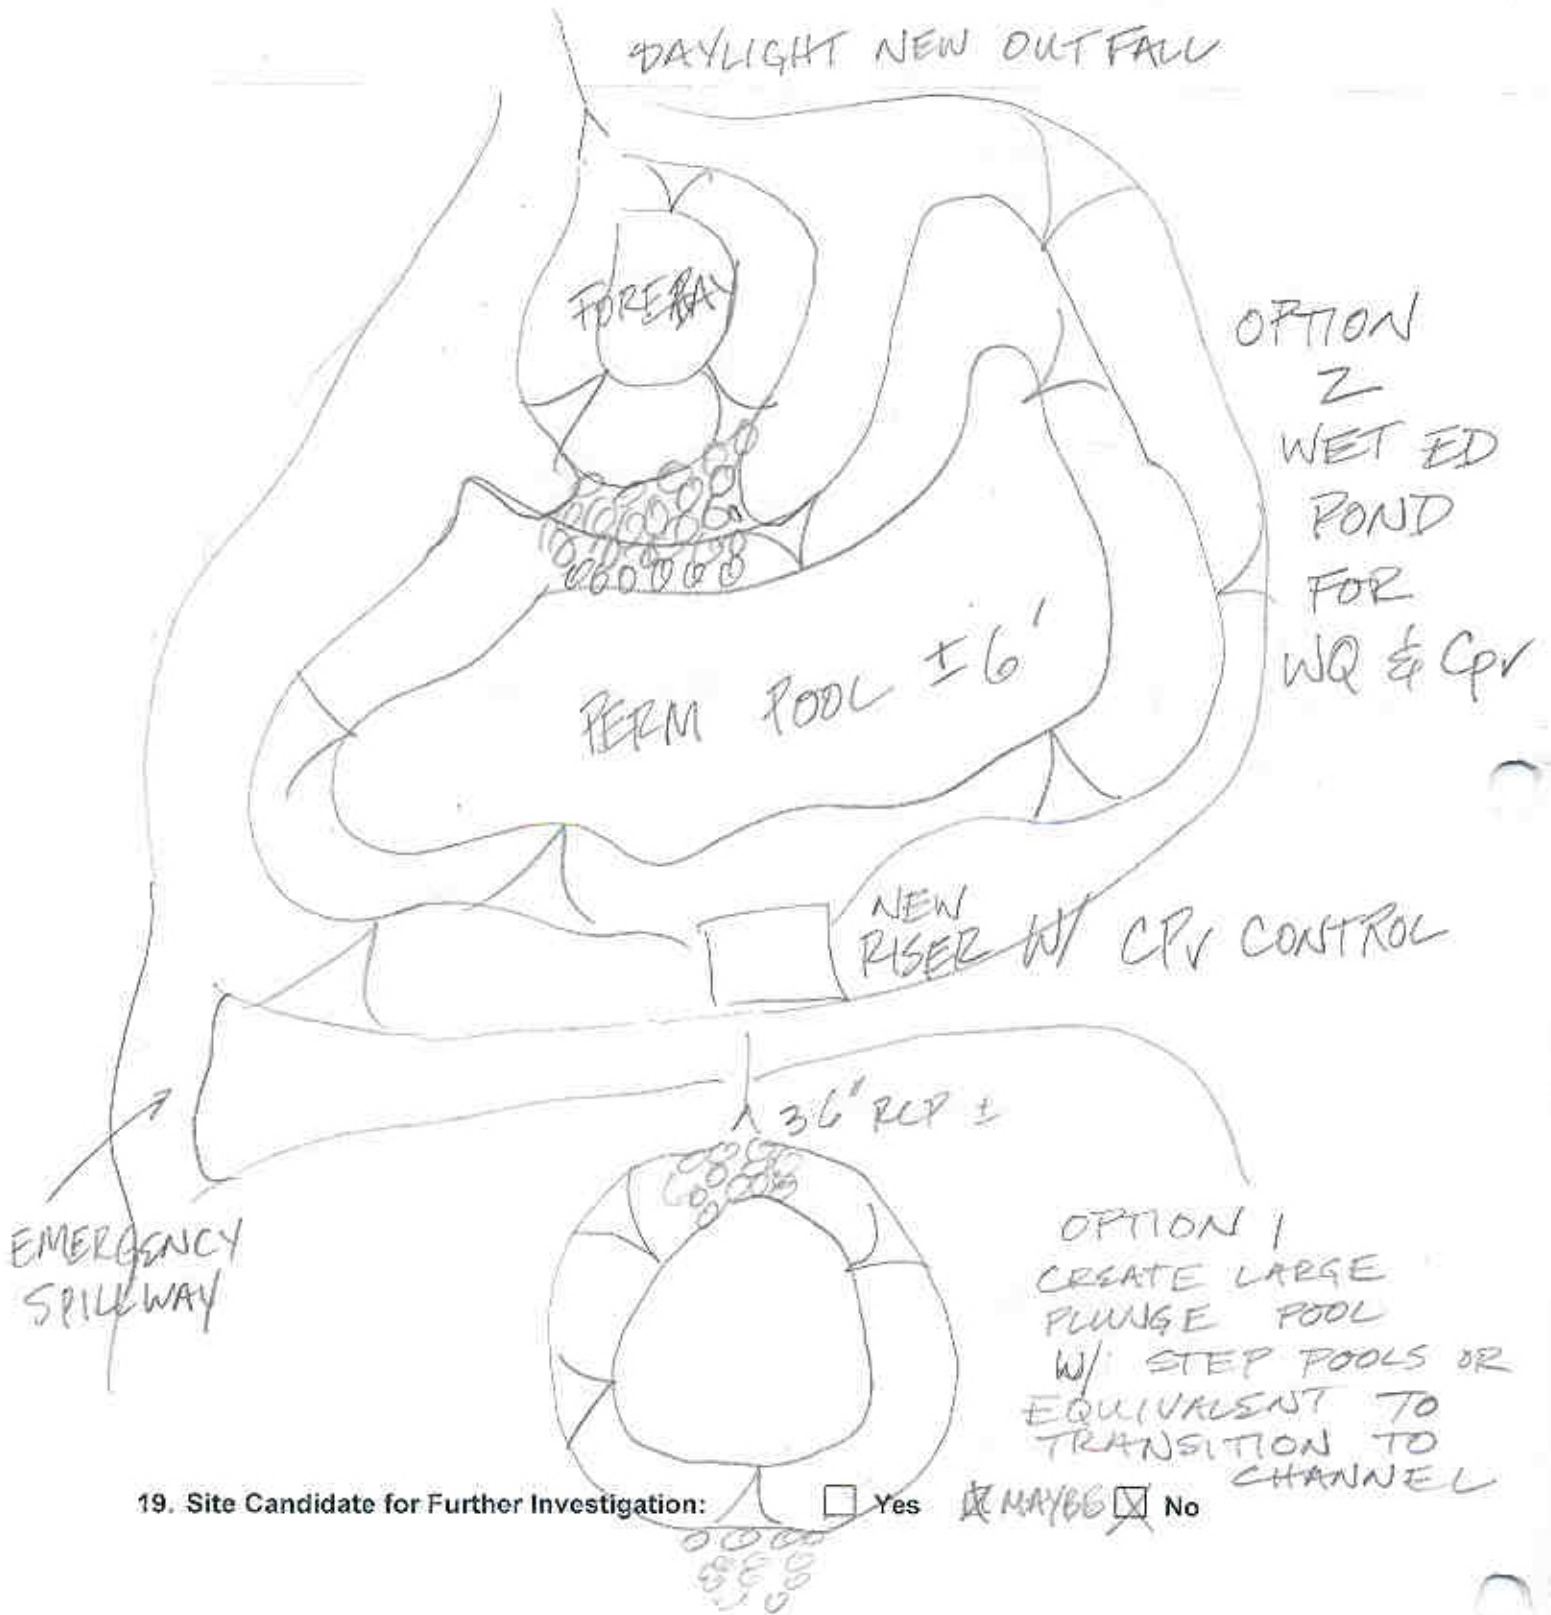 DAYLIGHT NEW OUTFALL
FOREBAY
OPTION
2
WET ED
POND
FOR
WQ & Cpv
PERM POOL ± 6'
NEW
RISER W/ CPv CONTROL
36" RCP ±
EMERGENCY
SPILLWAY
OPTION 1
CREATE LARGE
PLUNGE POOL
W/ STEP POOLS OR
EQUIVALENT TO
TRANSITION TO
CHANNEL
19. Site Candidate for Further Investigation: ☐ Yes ☒ MAYBE ☒ No